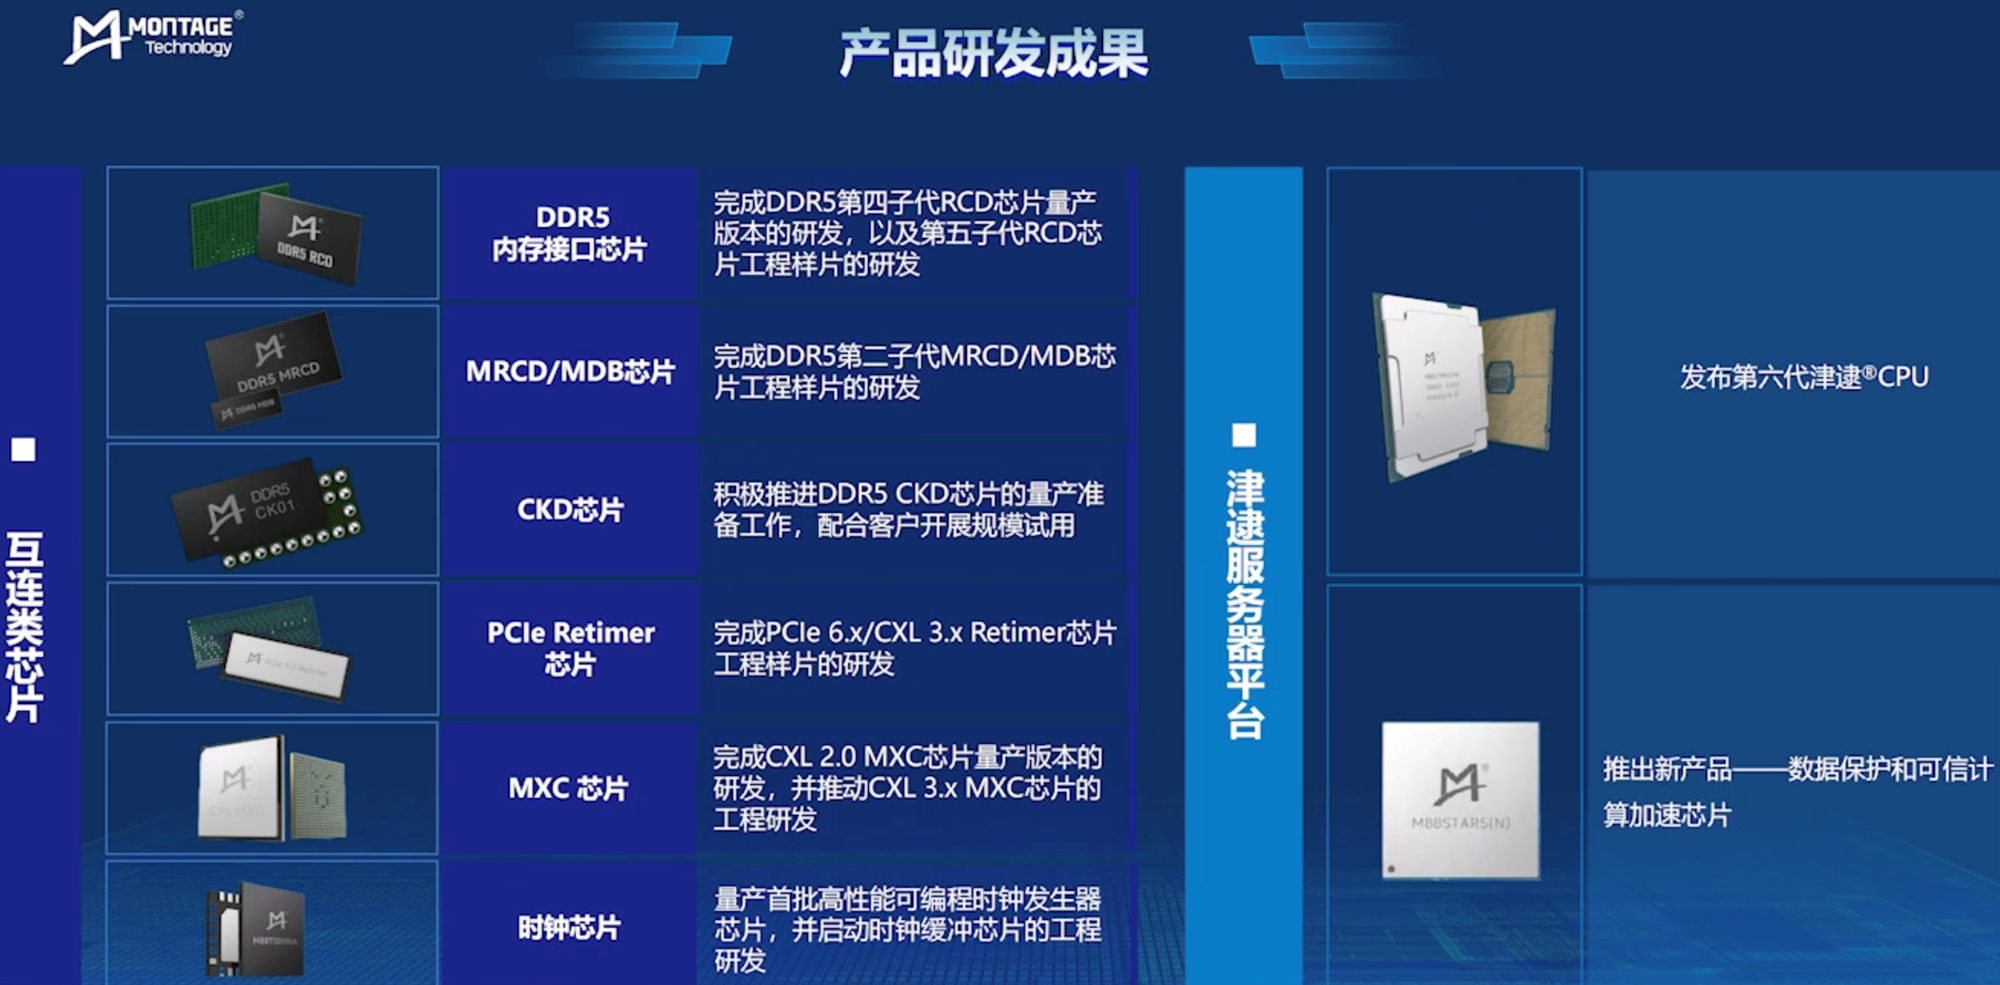 MONTAGE®
Technology
产品研发成果
■
互连类芯片
DDR5 RCD
DDR5
内存接口芯片
完成DDR5第四子代RCD芯片量产
版本的研发，以及第五子代RCD芯
片工程样片的研发
DDR5 MRCD
DDR5 MDB
MRCD/MDB芯片
完成DDR5第二子代MRCD/MDB芯
片工程样片的研发
DDR5
CK01
CKD芯片
积极推进DDR5 CKD芯片的量产准
备工作，配合客户开展规模试用
PCIe 5.0 Retimer
PCIe Retimer
芯片
完成PCIe 6.x/CXL 3.x Retimer芯片
工程样片的研发
MXC 芯片
完成CXL 2.0 MXC芯片量产版本的
研发，并推动CXL 3.x MXC芯片的
工程研发
时钟芯片
量产首批高性能可编程时钟发生器
芯片，并启动时钟缓冲芯片的工程
研发
■
津逮服务器平台
发布第六代津逮®CPU
M88STAR5(N)
推出新产品——数据保护和可信计
算加速芯片